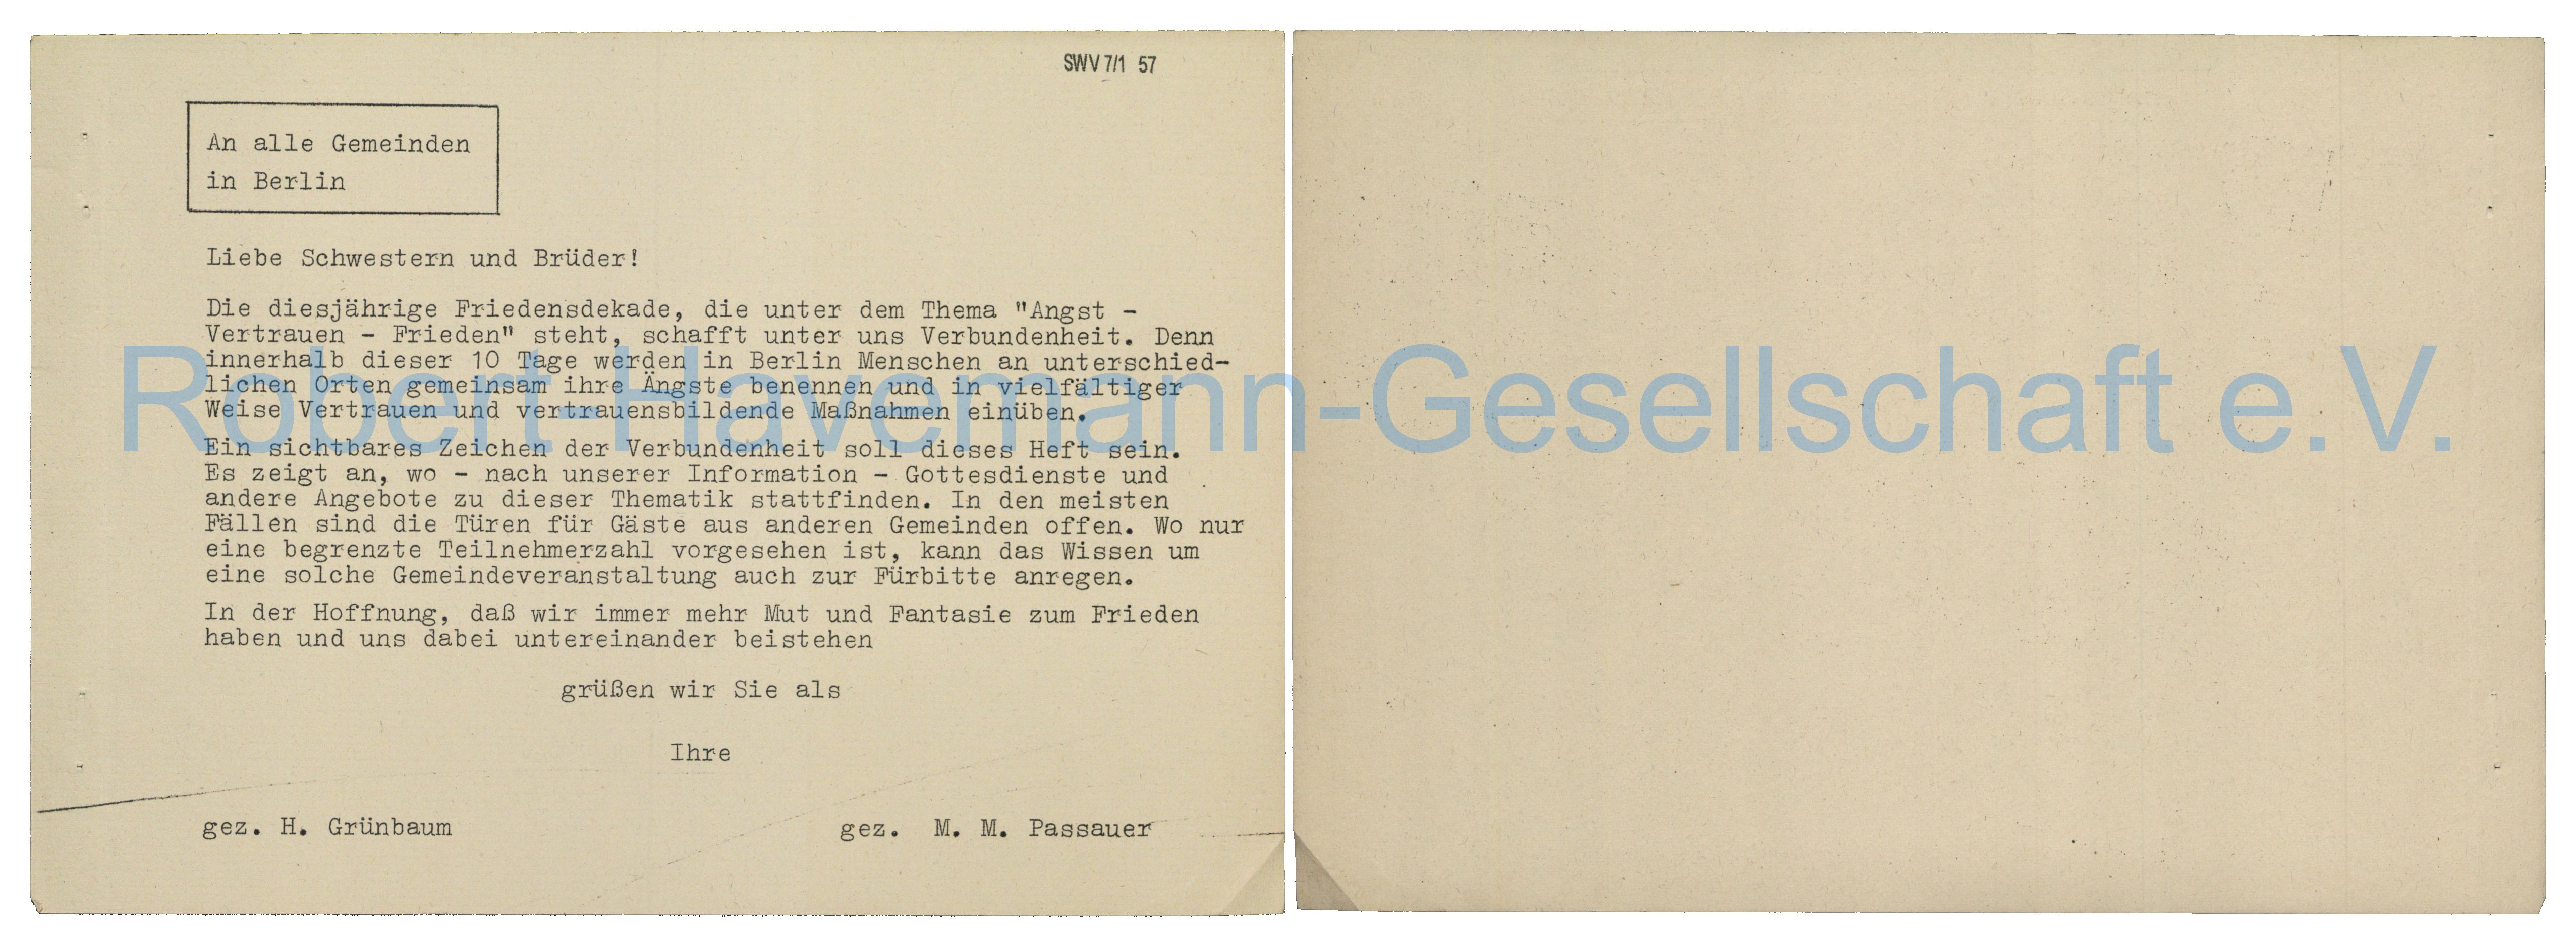 SWV 7/1 57
An alle Gemeinden
in Berlin
Liebe Schwestern und Brüder!
Die diesjährige Friedensdekade, die unter dem Thema "Angst -
Vertrauen - Frieden" steht, schafft unter uns Verbundenheit. Denn
innerhalb dieser 10 Tage werden in Berlin Menschen an unterschied-
lichen Orten gemeinsam ihre Ängste benennen und in vielfältiger
Weise Vertrauen und vertrauensbildende Maßnahmen einüben.
Ein sichtbares Zeichen der Verbundenheit soll dieses Heft sein.
Es zeigt an, wo - nach unserer Information - Gottesdienste und
andere Angebote zu dieser Thematik stattfinden. In den meisten
Fällen sind die Türen für Gäste aus anderen Gemeinden offen. Wo nur
eine begrenzte Teilnehmerzahl vorgesehen ist, kann das Wissen um
eine solche Gemeindeveranstaltung auch zur Fürbitte anregen.
In der Hoffnung, daß wir immer mehr Mut und Fantasie zum Frieden
haben und uns dabei untereinander beistehen
grüßen wir Sie als
Ihre
gez. H. Grünbaum gez. M. M. Passauer
Robert-Havemann-Gesellschaft e.V.